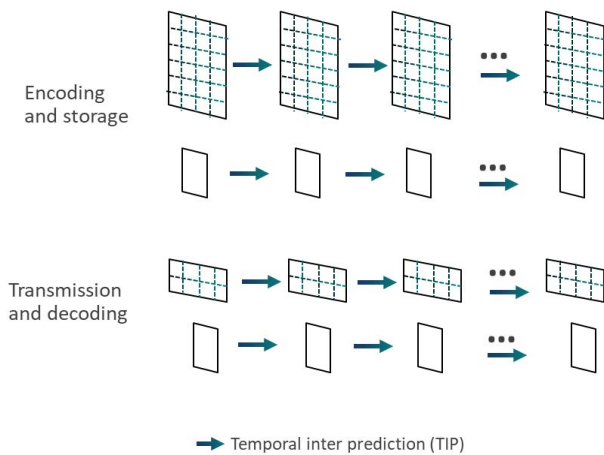 Encoding
and storage
Transmission
and decoding
Temporal inter prediction (TIP)